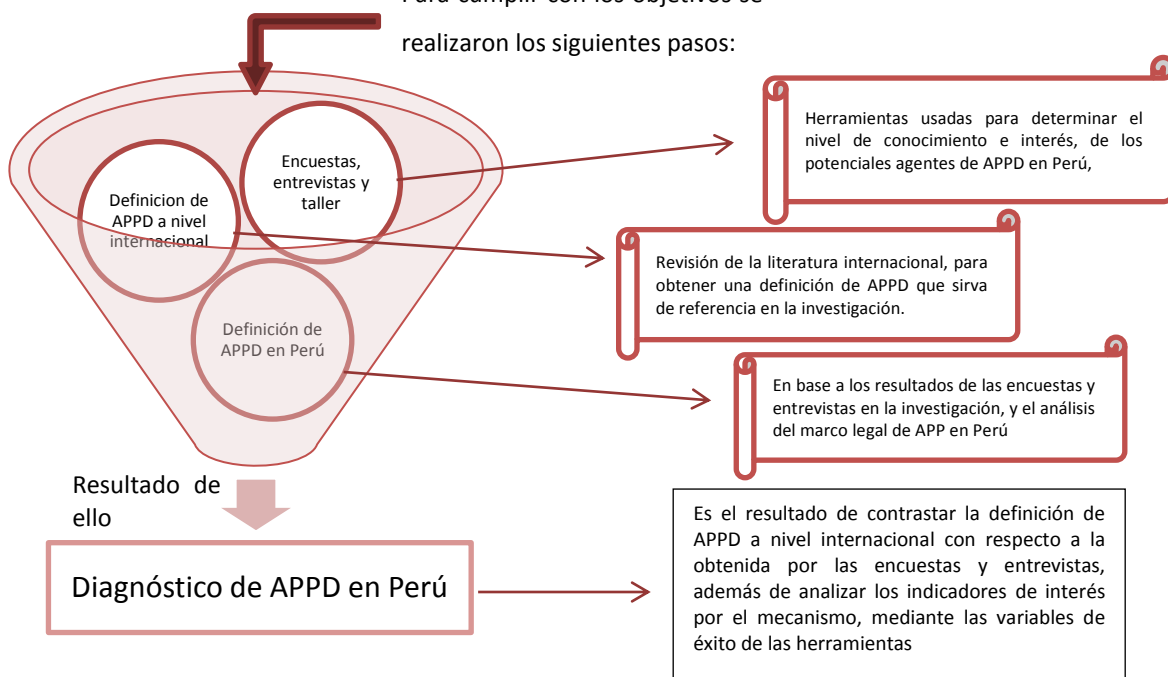 Para cumplir con los objetivos se
realizaron los siguientes pasos:
Encuestas,
entrevistas y
taller
Definicion de
APPD a nivel
internacional
Definición de
APPD en Perú
Herramientas usadas para determinar el
nivel de conocimiento e interés, de los
potenciales agentes de APPD en Perú,
Revisión de la literatura internacional, para
obtener una definición de APPD que sirva
de referencia en la investigación.
En base a los resultados de las encuestas y
entrevistas en la investigación, y el análisis
del marco legal de APP en Perú
Resultado de
ello
Diagnóstico de APPD en Perú
Es el resultado de contrastar la definición de
APPD a nivel internacional con respecto a la
obtenida por las encuestas y entrevistas,
además de analizar los indicadores de interés
por el mecanismo, mediante las variables de
éxito de las herramientas